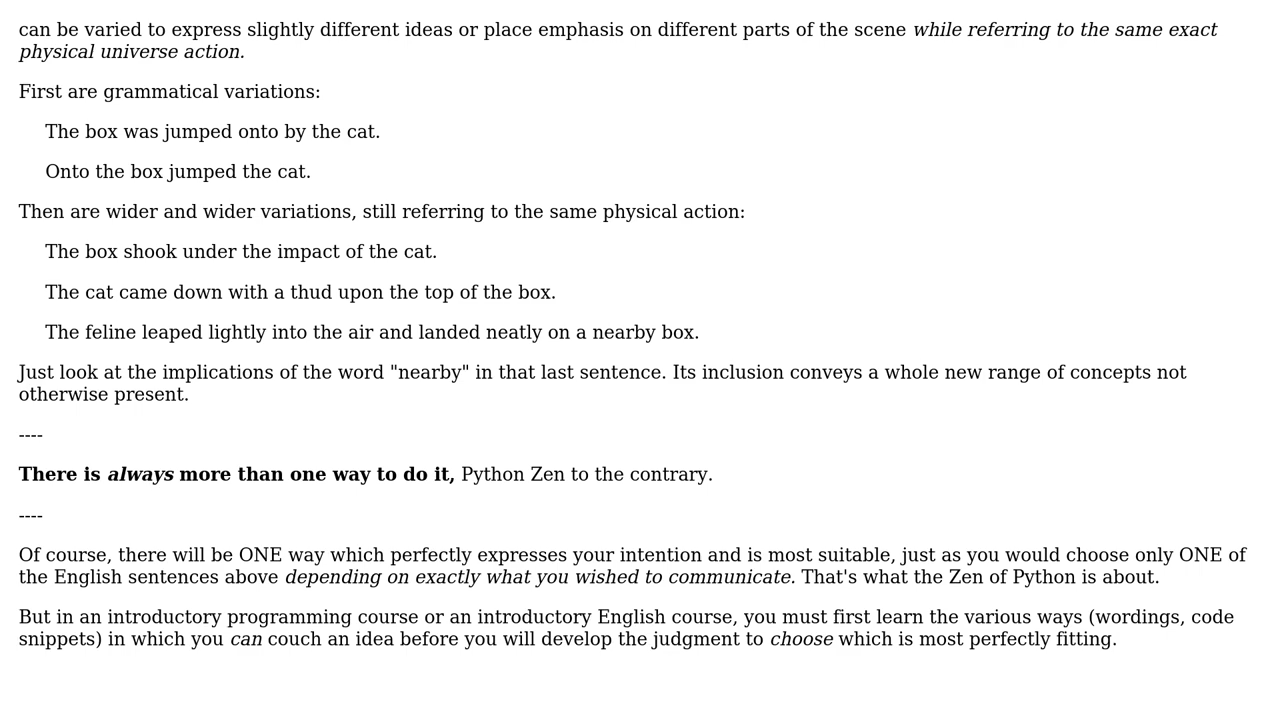 can be varied to express slightly different ideas or place emphasis on different parts of the scene while referring to the same exact
physical universe action.
First are grammatical variations:
The box was jumped onto by the cat.
Onto the box jumped the cat.
Then are wider and wider variations, still referring to the same physical action:
The box shook under the impact of the cat.
The cat came down with a thud upon the top of the box.
The feline leaped lightly into the air and landed neatly on a nearby box.
Just look at the implications of the word "nearby" in that last sentence. Its inclusion conveys a whole new range of concepts not
otherwise present.
----
There is always more than one way to do it, Python Zen to the contrary.
----
Of course, there will be ONE way which perfectly expresses your intention and is most suitable, just as you would choose only ONE of
the English sentences above depending on exactly what you wished to communicate. That's what the Zen of Python is about.
But in an introductory programming course or an introductory English course, you must first learn the various ways (wordings, code
snippets) in which you can couch an idea before you will develop the judgment to choose which is most perfectly fitting.